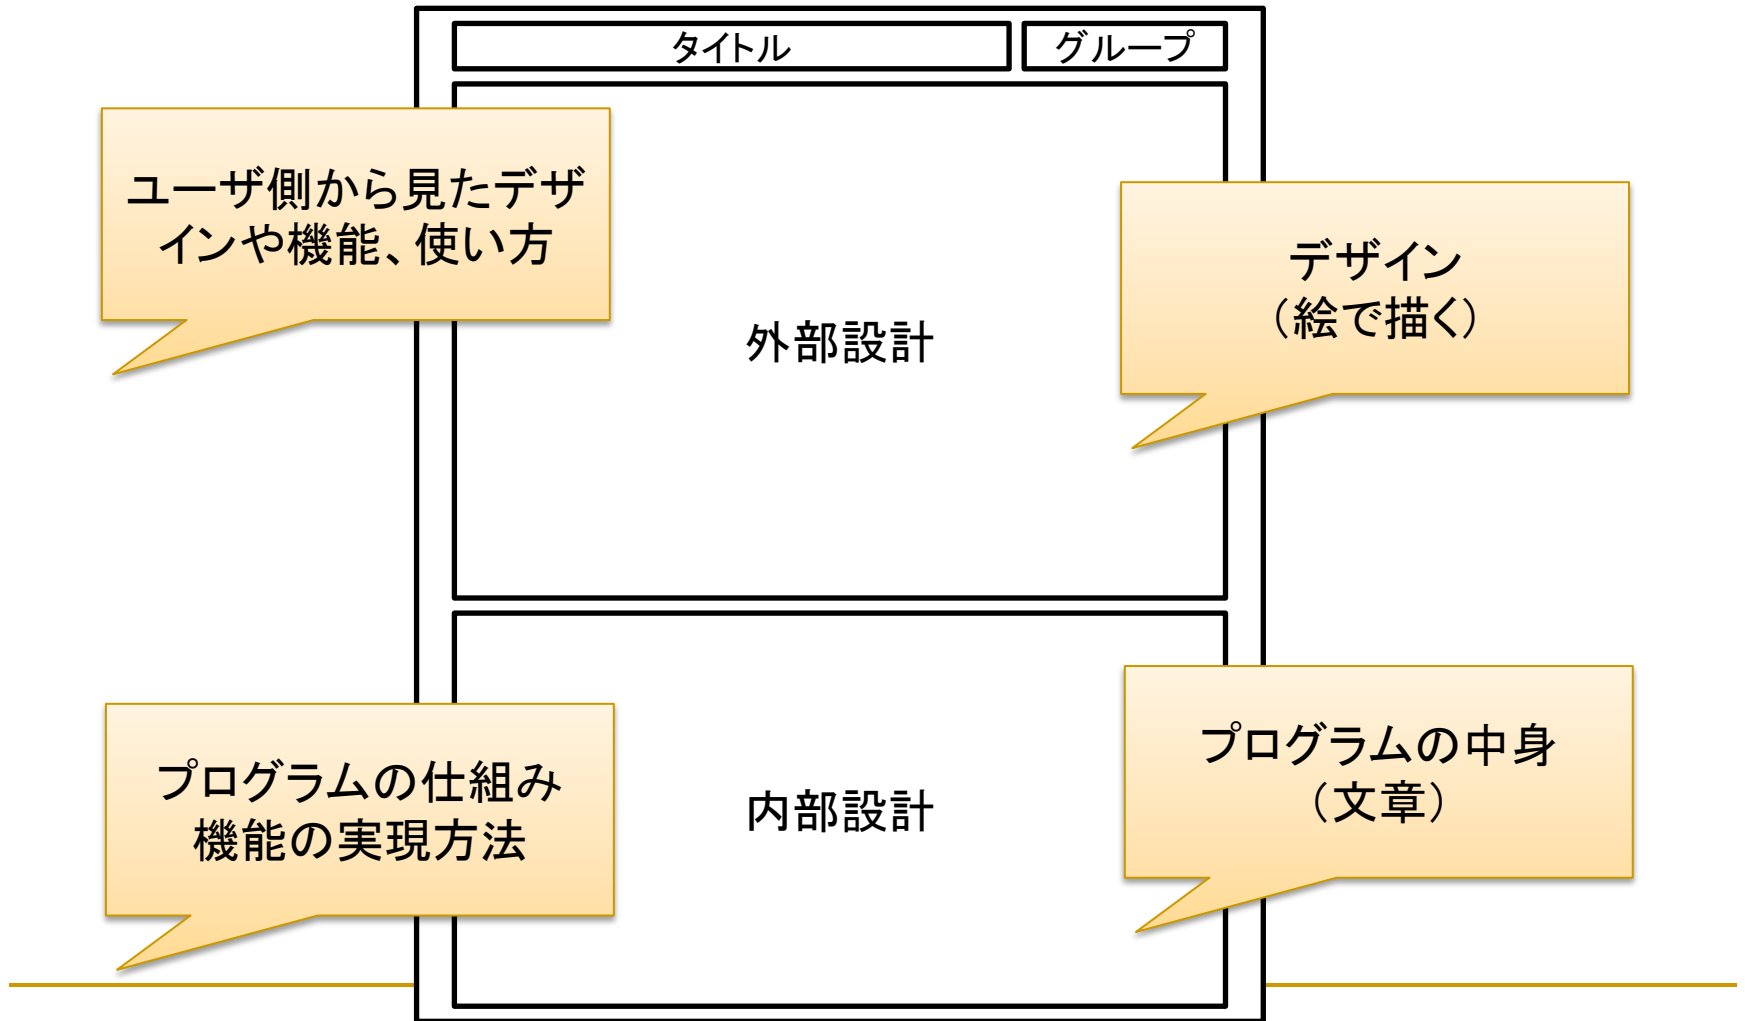 タイトル
グループ
ユーザ側から見たデザ
インや機能、使い方
デザイン
（絵で描く）
外部設計
プログラムの中身
（文章）
プログラムの仕組み
機能の実現方法
内部設計